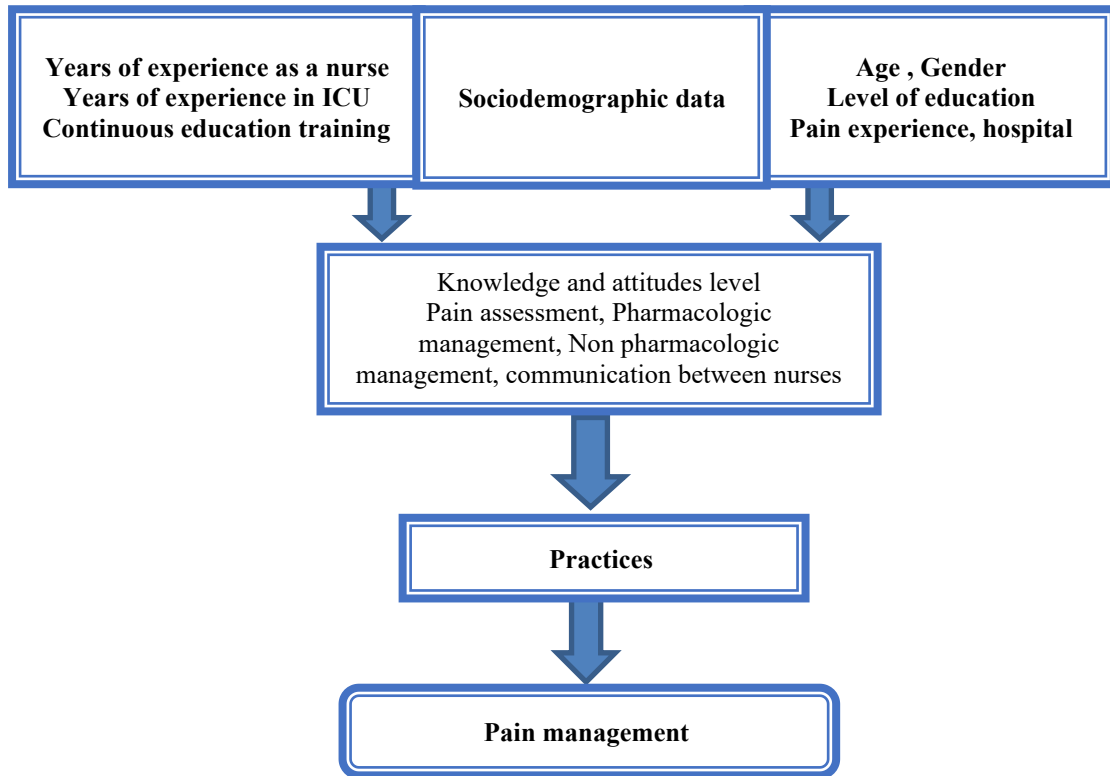 Years of experience as a nurse
Years of experience in ICU
Continuous education training
Sociodemographic data
Age , Gender
Level of education
Pain experience, hospital
Knowledge and attitudes level
Pain assessment, Pharmacologic
management, Non pharmacologic
management, communication between nurses
Practices
Pain management